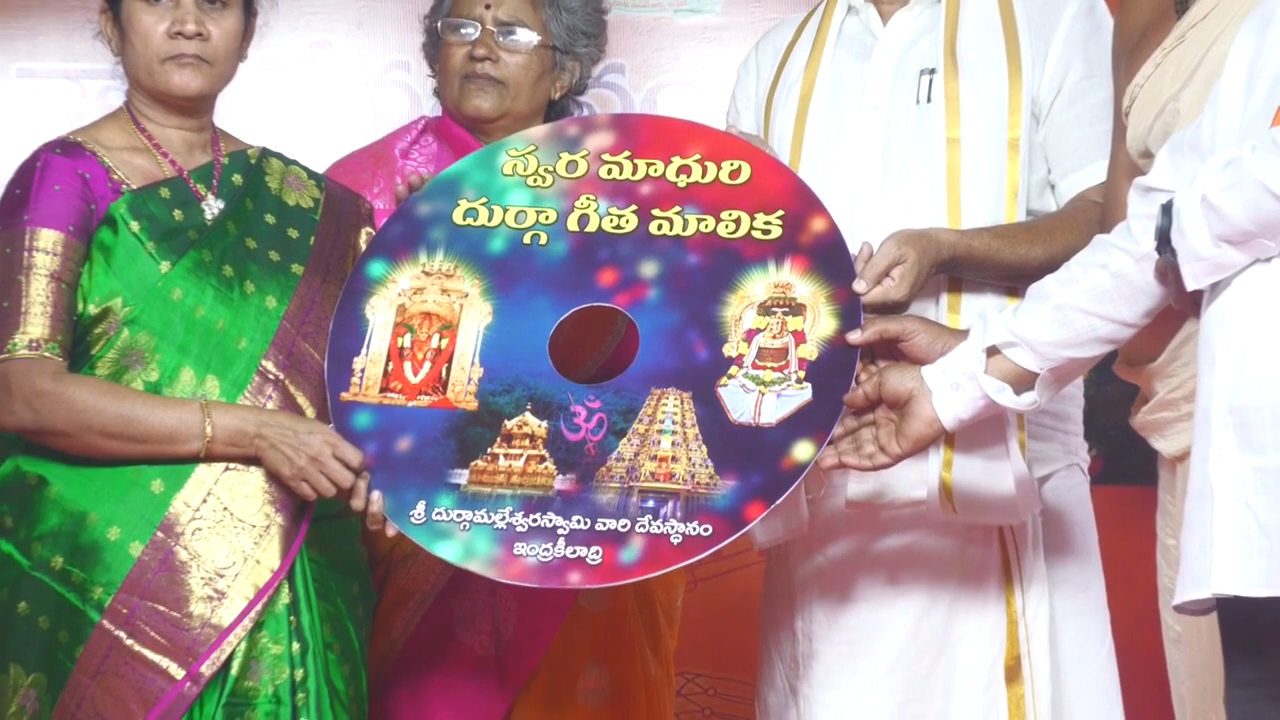 స్వర మాధురి
దుర్గా గీత మాలిక
ॐ
శ్రీ దుర్గామల్లేశ్వరస్వామి వారి దేవస్థానం
ఇంద్రకీలాద్రి